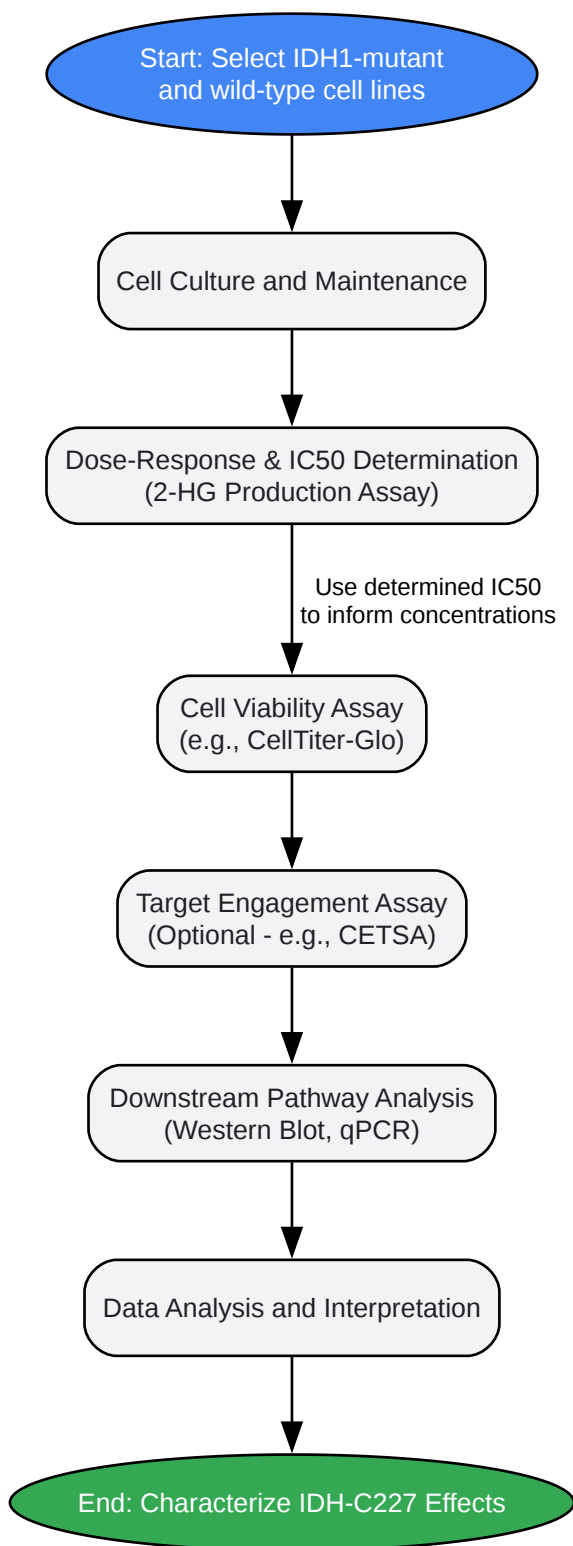 Start: Select IDH1-mutant
and wild-type cell lines
Cell Culture and Maintenance
Dose-Response & IC50 Determination
(2-HG Production Assay)
Use determined IC50
to inform concentrations
Cell Viability Assay
(e.g., CellTiter-Glo)
Target Engagement Assay
(Optional - e.g., CETSA)
Downstream Pathway Analysis
(Western Blot, qPCR)
Data Analysis and Interpretation
End: Characterize IDH-C227 Effects